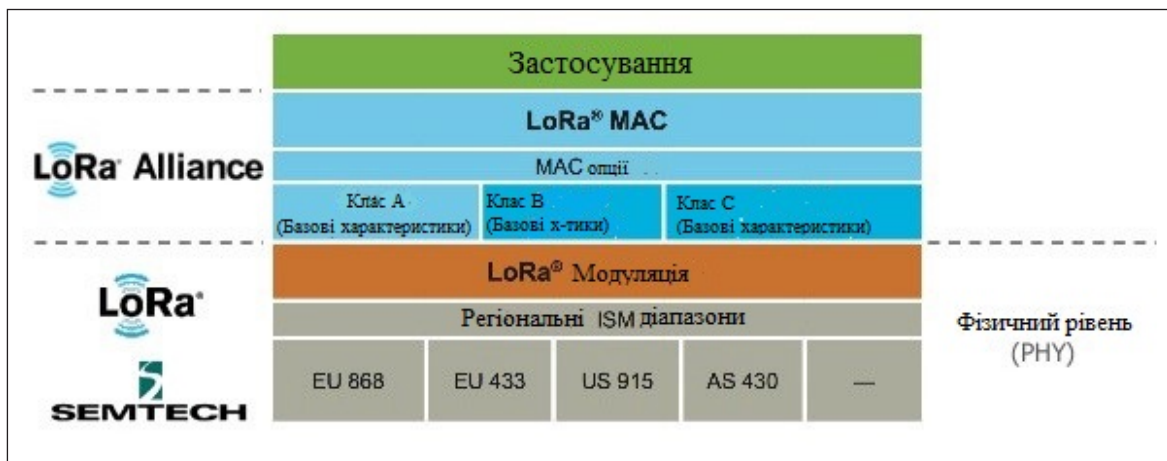 Застосування
LoRa® MAC
LoRa® Alliance
MAC опції
Клас А
(Базові характеристики)
Клас В
(Базові х-тики)
Клас С
(Базові характеристики)
LoRa® Модуляція
LoRa®
Регіональні ISM діапазони
Фізичний рівень
(PHY)
EU 868
EU 433
US 915
AS 430
—
SEMTECH